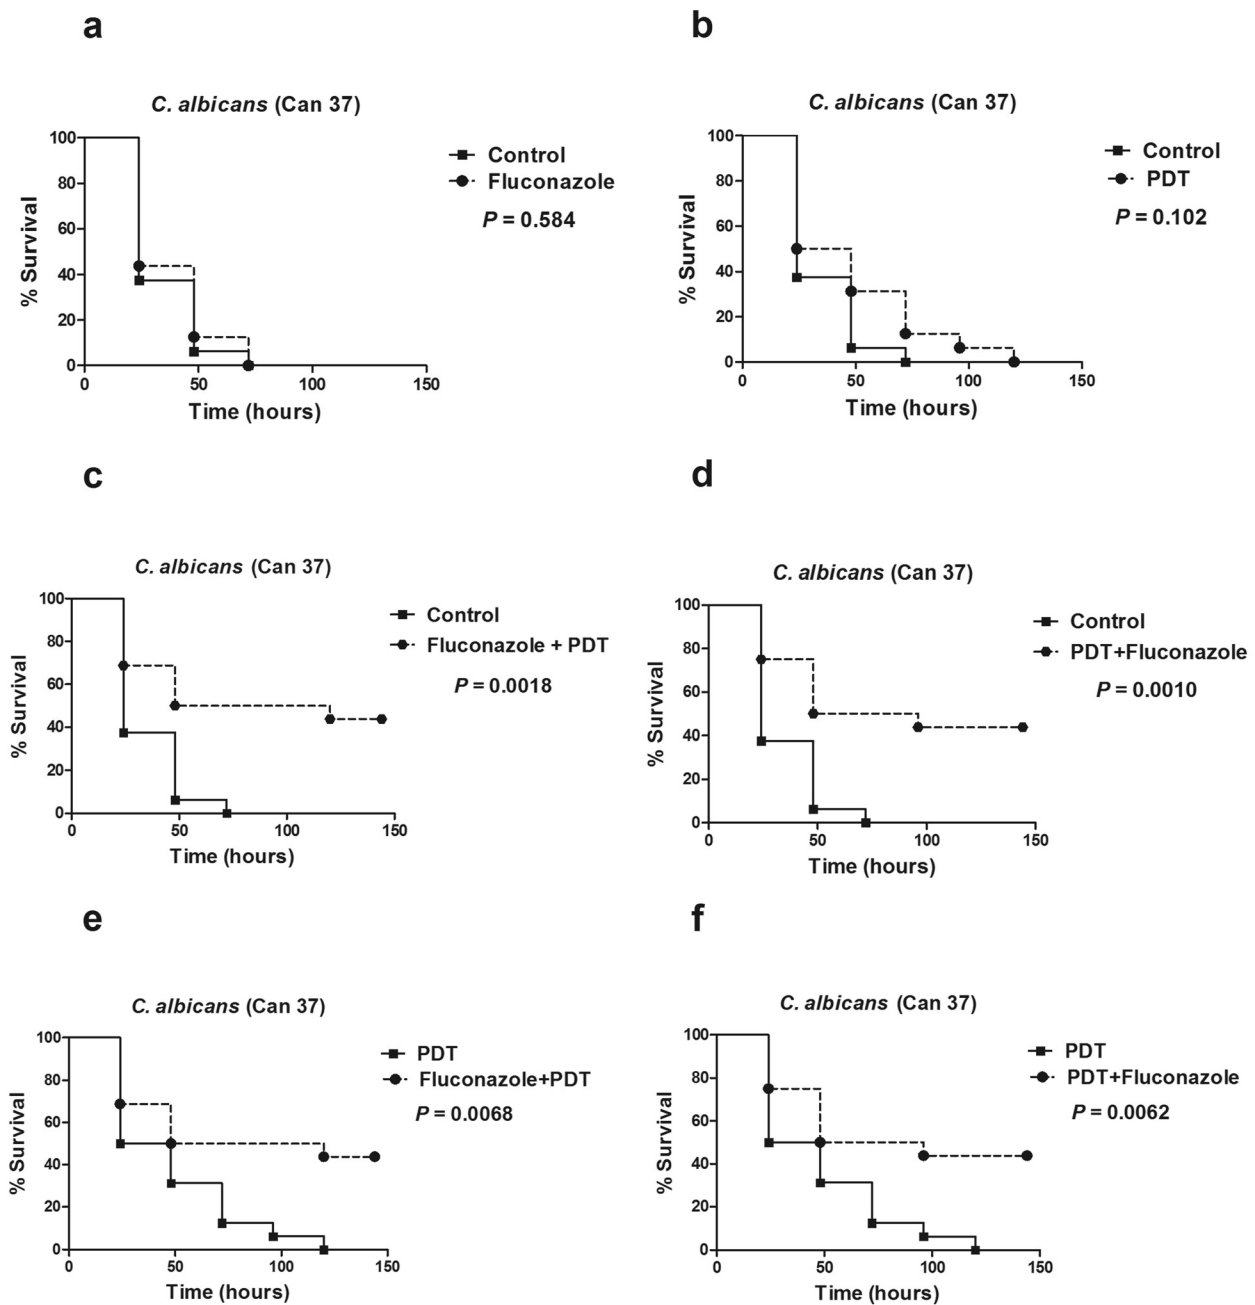 a
C. albicans (Can 37)
100
80
60
40
20
0
0
50
100
150
% Survival
Time (hours)
Control
Fluconazole
P = 0.584
b
C. albicans (Can 37)
100
80
60
40
20
0
0
50
100
150
% Survival
Time (hours)
Control
PDT
P = 0.102
c
C. albicans (Can 37)
100
80
60
40
20
0
0
50
100
150
% Survival
Time (hours)
Control
Fluconazole + PDT
P = 0.0018
d
C. albicans (Can 37)
100
80
60
40
20
0
0
50
100
150
% Survival
Time (hours)
Control
PDT+Fluconazole
P = 0.0010
e
C. albicans (Can 37)
100
80
60
40
20
0
0
50
100
150
% Survival
Time (hours)
PDT
Fluconazole+PDT
P = 0.0068
f
C. albicans (Can 37)
100
80
60
40
20
0
0
50
100
150
% Survival
Time (hours)
PDT
PDT+Fluconazole
P = 0.0062